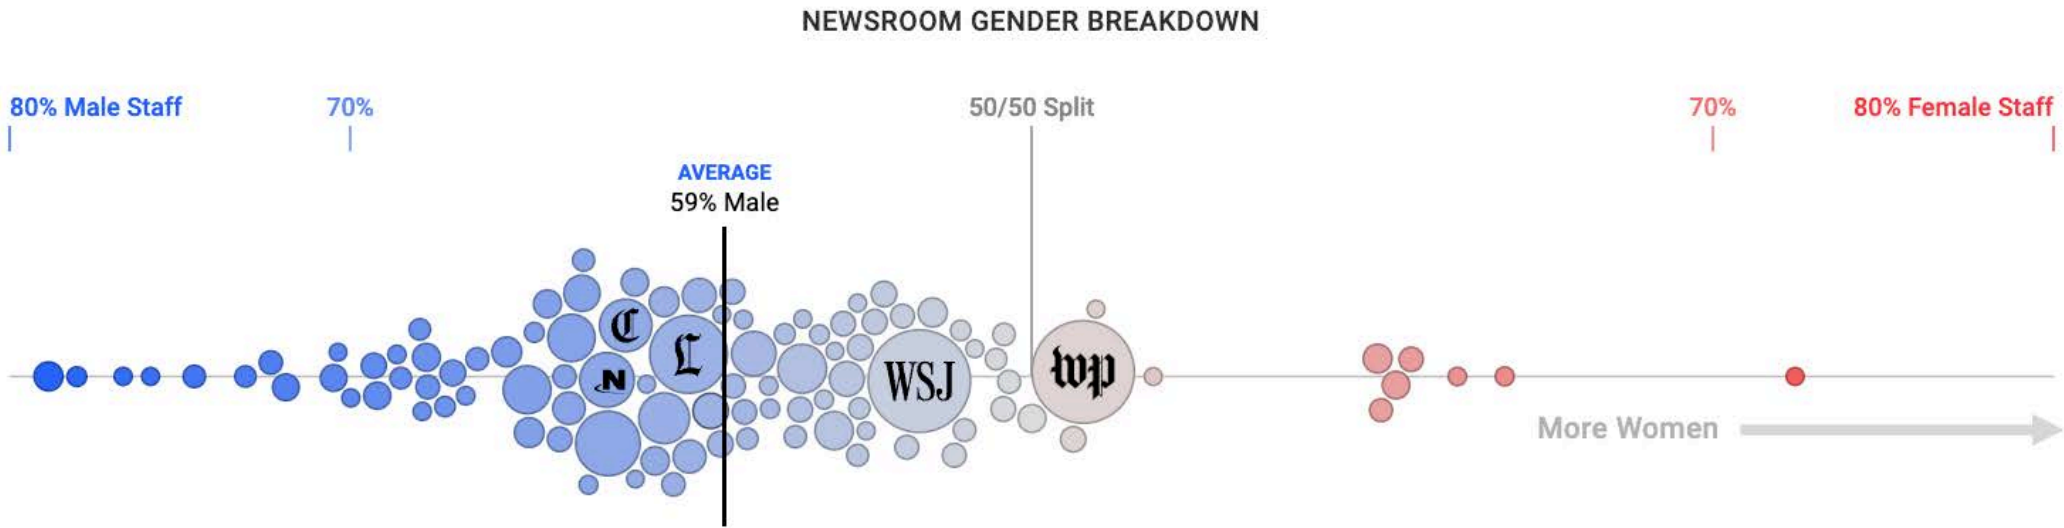 NEWSROOM GENDER BREAKDOWN
80% Male Staff
70%
50/50 Split
70%
80% Female Staff
AVERAGE
59% Male
C
L
N
WSJ
wp
More Women